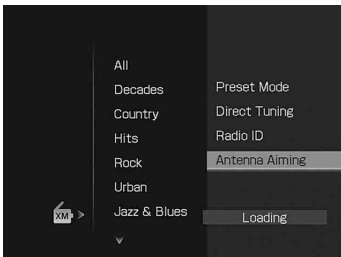 All
Decades
Country
Hits
Rock
Urban
Jazz & Blues
XM
Preset Mode
Direct Tuning
Radio ID
Antenna Aiming
Loading